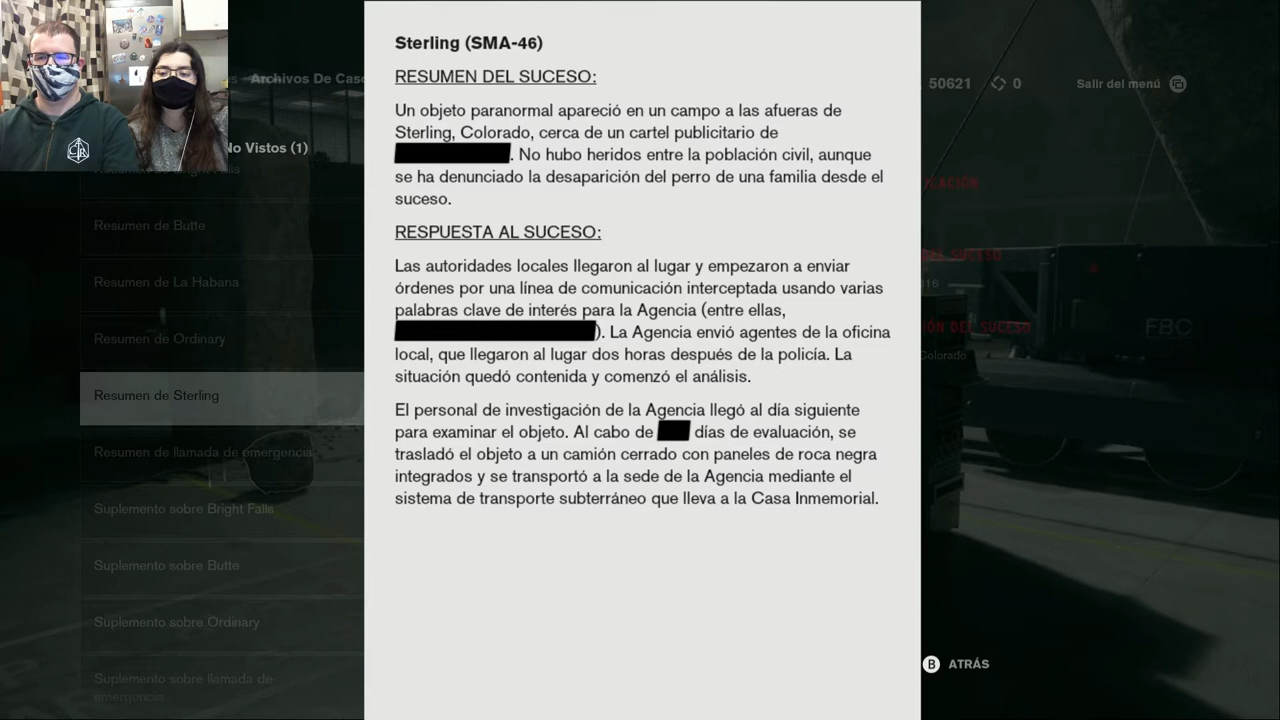 Sterling (SMA-46)
RESUMEN DEL SUCESO:
Un objeto paranormal apareció en un campo a las afueras de
Sterling, Colorado, cerca de un cartel publicitario de
. No hubo heridos entre la población civil, aunque
se ha denunciado la desaparición del perro de una familia desde el
suceso.
RESPUESTA AL SUCESO:
Las autoridades locales llegaron al lugar y empezaron a enviar
órdenes por una línea de comunicación interceptada usando varias
palabras clave de interés para la Agencia (entre ellas,
). La Agencia envió agentes de la oficina
local, que llegaron al lugar dos horas después de la policía. La
situación quedó contenida y comenzó el análisis.
El personal de investigación de la Agencia llegó al día siguiente
para examinar el objeto. Al cabo de días de evaluación, se
trasladó el objeto a un camión cerrado con paneles de roca negra
integrados y se transportó a la sede de la Agencia mediante el
sistema de transporte subterráneo que lleva a la Casa Inmemorial.
Archivos De Caso
No Vistos (1)
Resumen de Butte
Resumen de La Habana
Resumen de Ordinary
Resumen de Sterling
Resumen de llamada de emergencia
Suplemento sobre Bright Falls
Suplemento sobre Butte
Suplemento sobre Ordinary
Suplemento sobre llamada de
emergencia
50621
0
Salir del menú
DEL SUCESO
FBC
Colorado
B ATRÁS